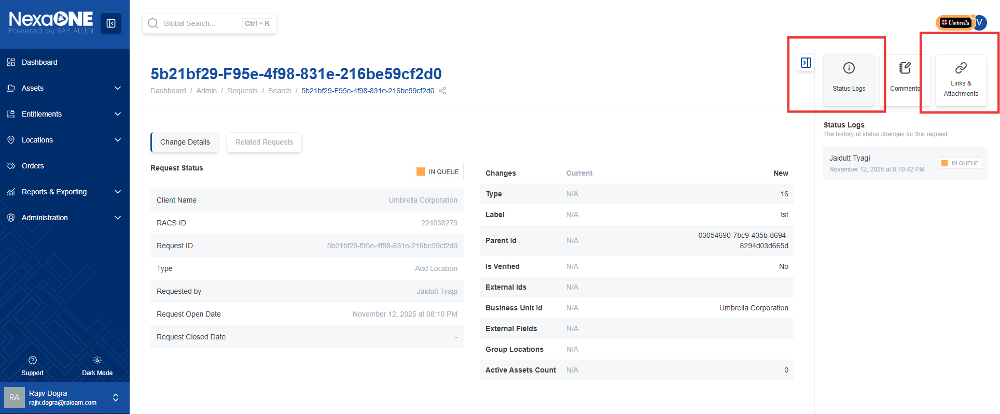 NexaONE
Powered by RAY ALLEN
Global Search...
Ctrl ^ K
Umbrella
V
Dashboard
Assets
Entitlements
Locations
Orders
Reports & Exporting
Administration
Support
Dark Mode
RA
Rajiv Dogra
rajiv.dogra@raioam.com
5b21bf29-F95e-4f98-831e-216be59cf2d0
Dashboard / Admin / Requests / Search / 5b21bf29-F95e-4f98-831e-216be59cf2d0
Change Details
Related Requests
Request Status
IN QUEUE
Client Name Umbrella Corporation
RACS ID 224038279
Request ID 5b21bf29-f95e-4f98-831e-216be59cf2d0
Type Add Location
Requested by Jaidutt Tyagi
Request Open Date November 12, 2025 at 08:10 PM
Request Closed Date -
Changes Current New
Type N/A 16
Label N/A tst
Parent Id N/A 03054690-7bc9-435b-8694-
8294d03d665d
Is Verified N/A No
External Ids N/A
Business Unit Id N/A Umbrella Corporation
External Fields N/A
Group Locations N/A
Active Assets Count N/A 0
Status Logs
Comments
Links &
Attachments
Status Logs
The history of status changes for this request.
Jaidutt Tyagi
November 12, 2025 at 8:10:42 PM
IN QUEUE